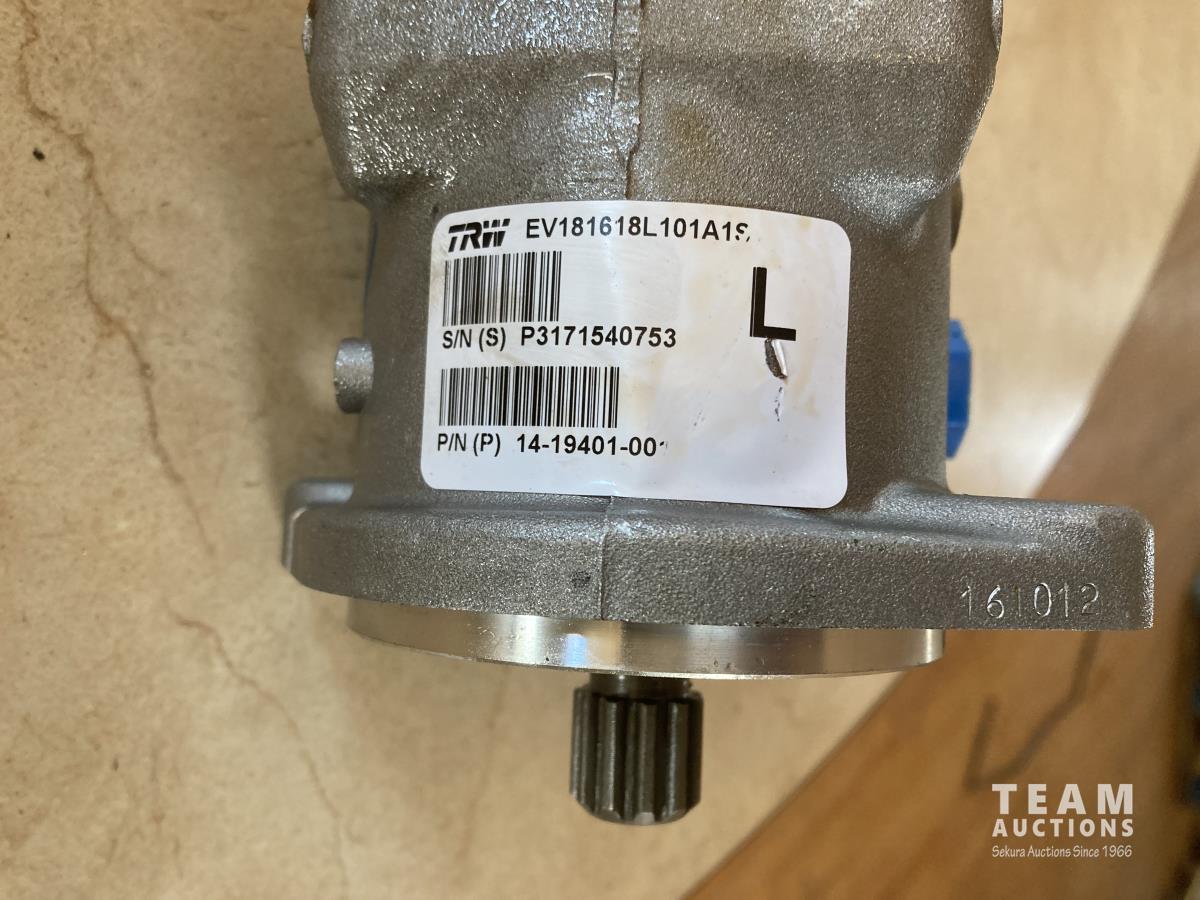 TRW EV181618L101A1S
L
S/N (S) P3171540753
P/N (P) 14-19401-001
161012
TEAM
AUCTIONS
Sekura Auctions Since 1966